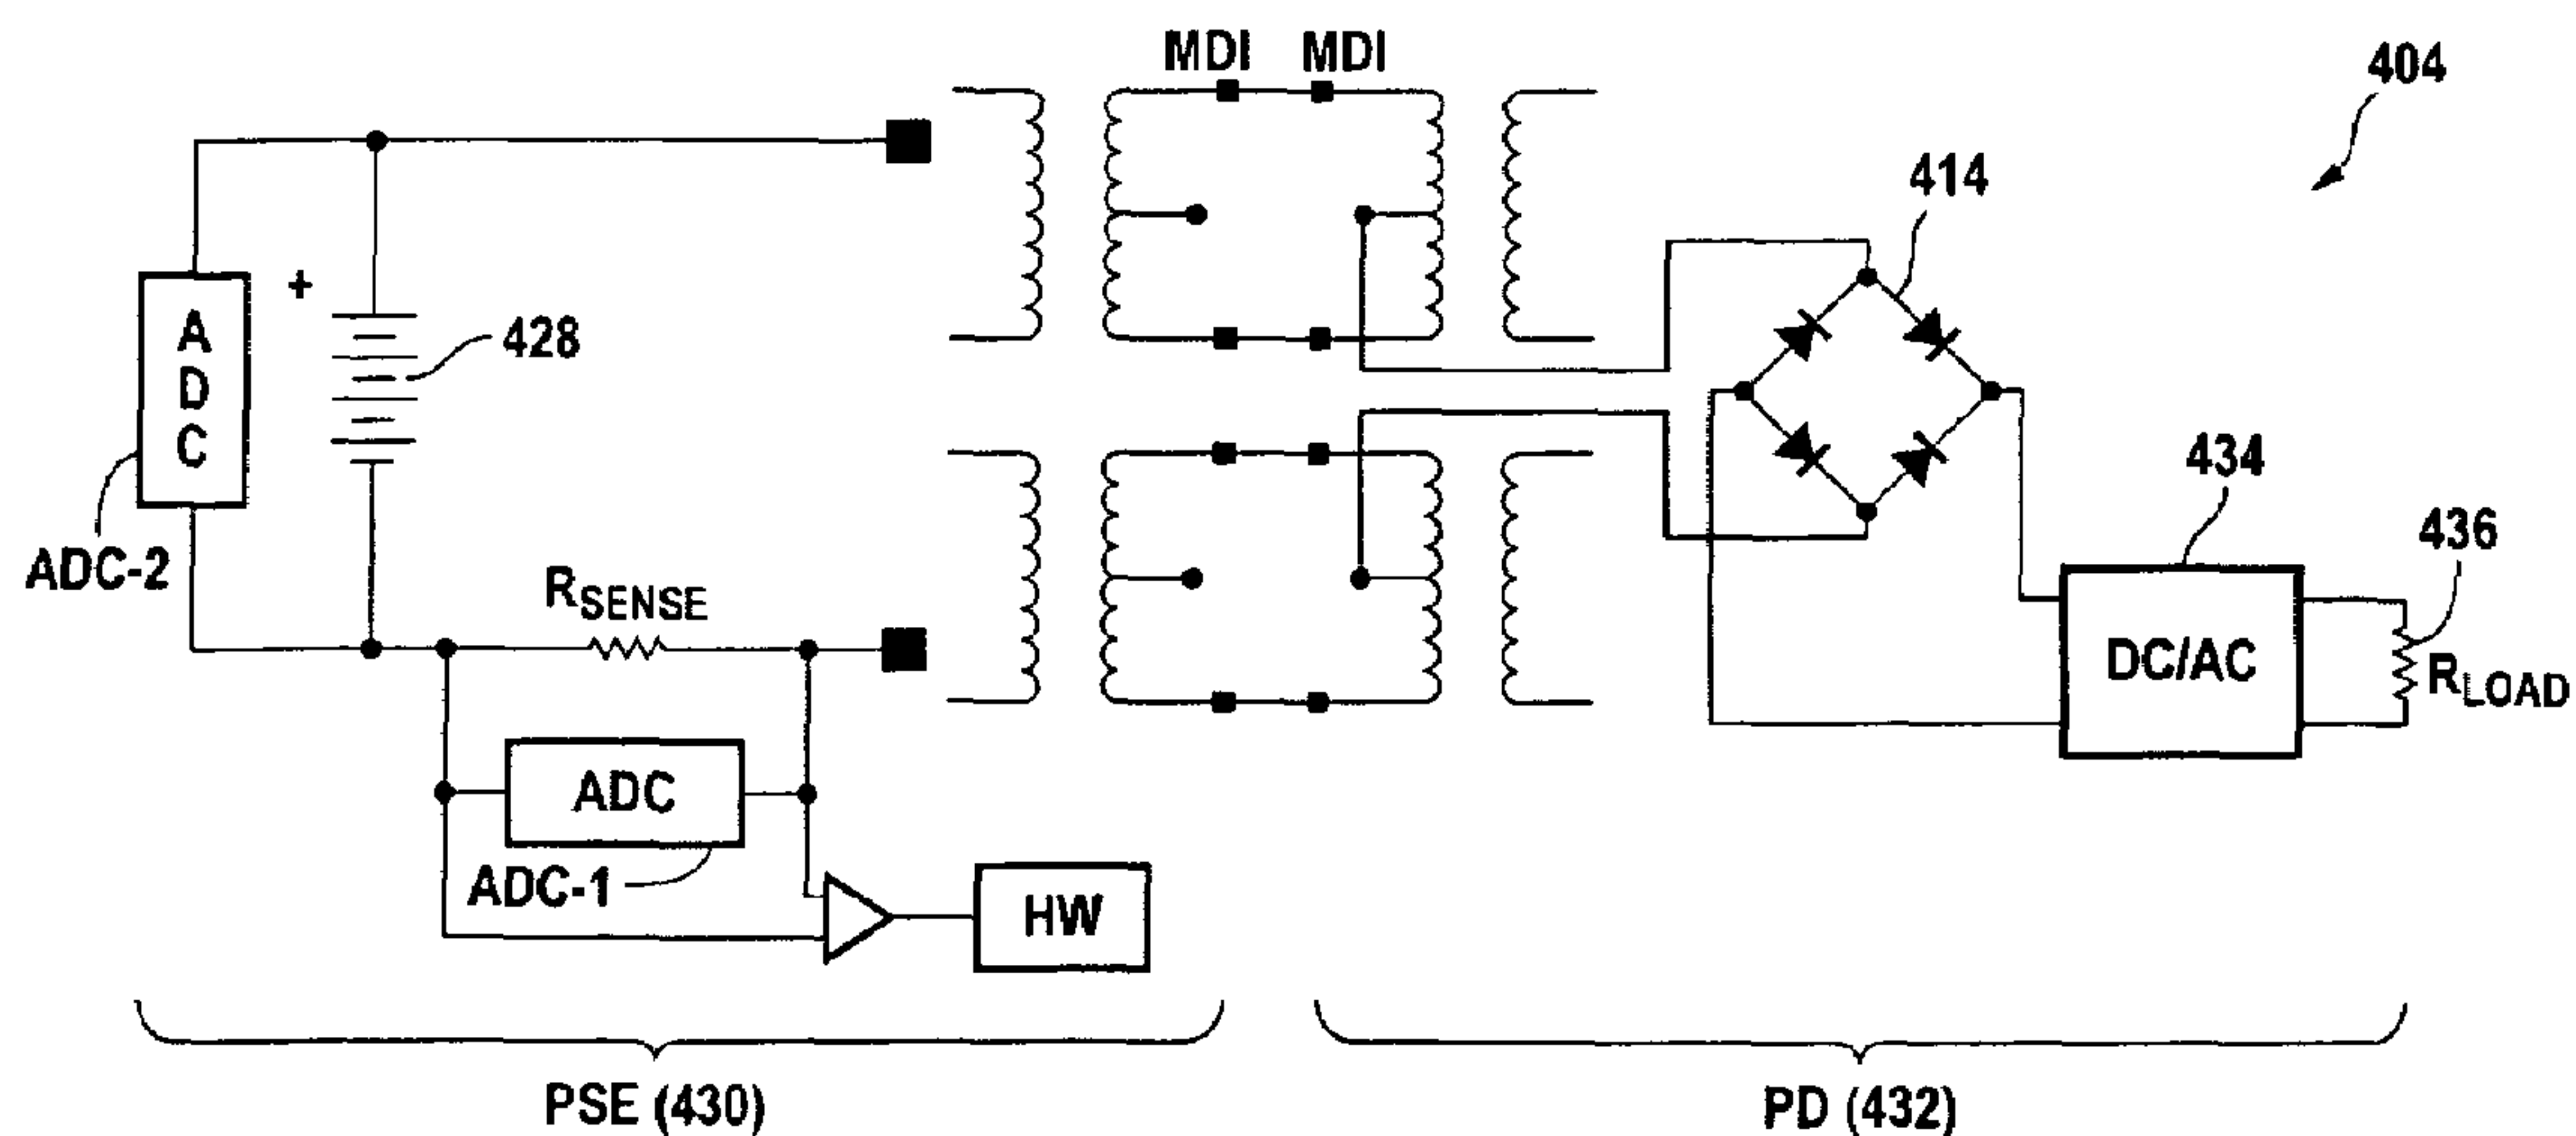 MDI MDI
404
414
+
ADC
428
434
436
ADC-2
RSENSE
DC/AC
RLOAD
ADC
ADC-1
HW
PSE (430)
PD (432)